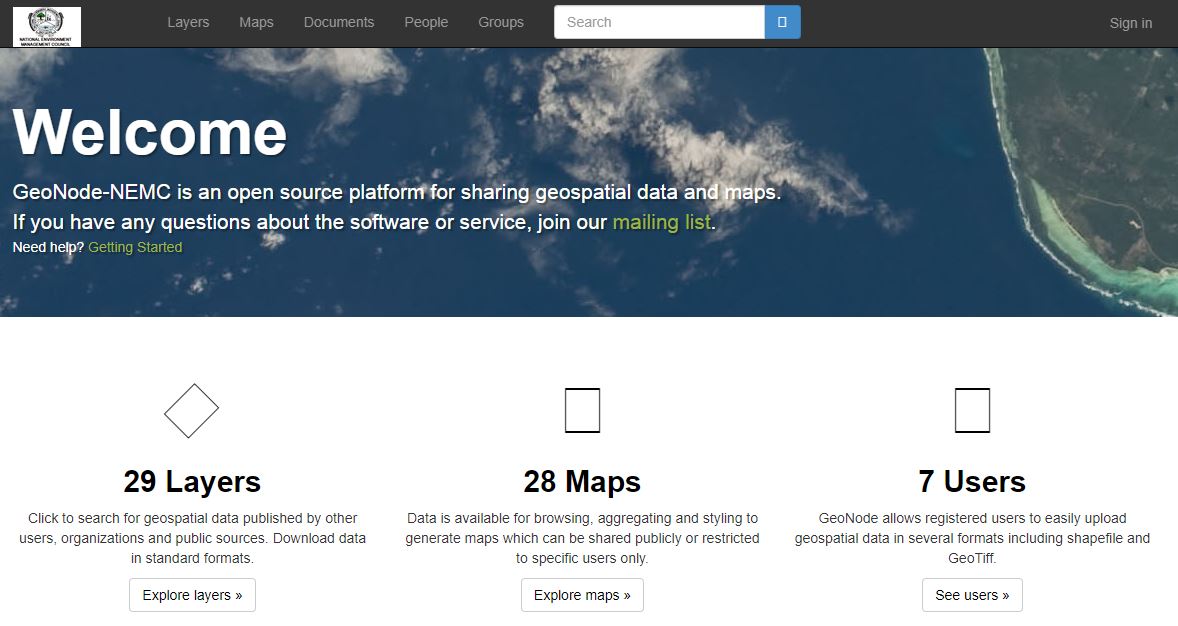 NATIONAL ENVIRONMENT
MANAGEMENT COUNCIL
Layers Maps Documents People Groups Search Sign in
Welcome
GeoNode-NEMC is an open source platform for sharing geospatial data and maps.
If you have any questions about the software or service, join our mailing list.
Need help? Getting Started
29 Layers
Click to search for geospatial data published by other
users, organizations and public sources. Download data
in standard formats.
Explore layers »
28 Maps
Data is available for browsing, aggregating and styling to
generate maps which can be shared publicly or restricted
to specific users only.
Explore maps »
7 Users
GeoNode allows registered users to easily upload
geospatial data in several formats including shapefile and
GeoTiff.
See users »